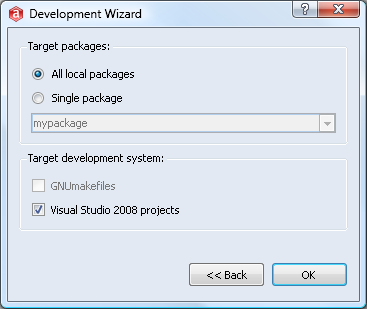 Development Wizard
Target packages:
All local packages
Single package
mypackage
Target development system:
GNUmakefiles
Visual Studio 2008 projects
<< Back
OK